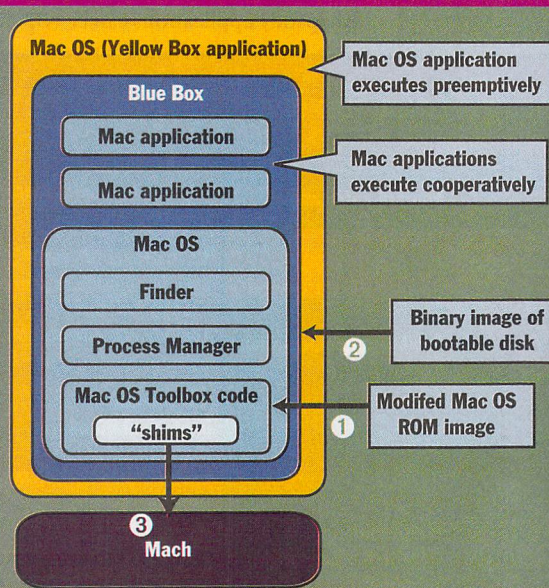 Mac OS (Yellow Box application)
Mac OS application
executes preemptively
Blue Box
Mac application
Mac applications
execute cooperatively
Mac application
Mac OS
Finder
Binary image of
bootable disk
Process Manager
②
Mac OS Toolbox code
Modifed Mac OS
ROM image
①
“shims”
③
Mach